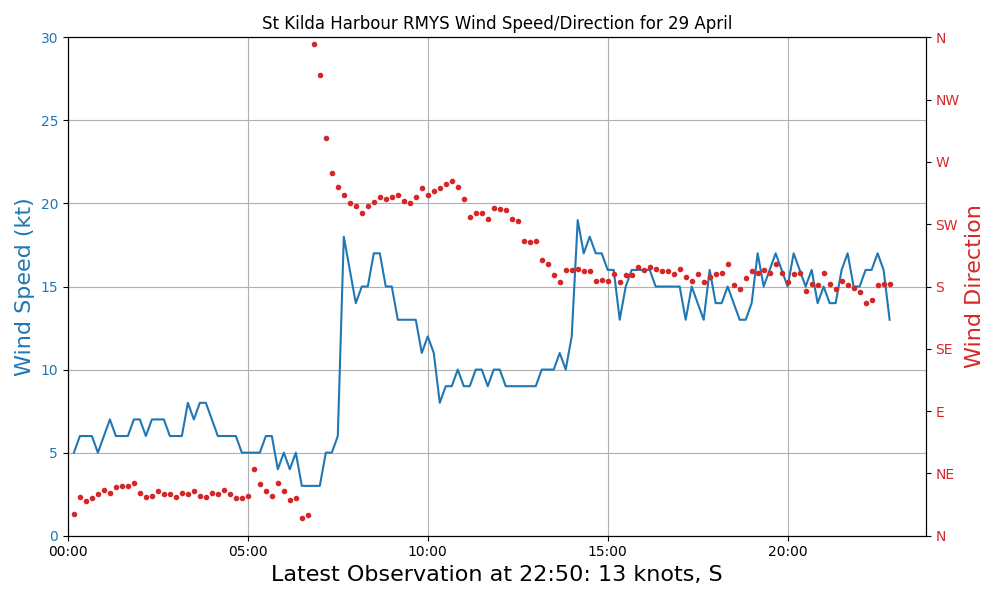 St Kilda Harbour RMYS Wind Speed/Direction for 29 April
30
25
20
15
10
5
0
Wind Speed (kt)
N
NW
W
SW
S
SE
E
NE
N
Wind Direction
00:00 05:00 10:00 15:00 20:00
Latest Observation at 22:50: 13 knots, S